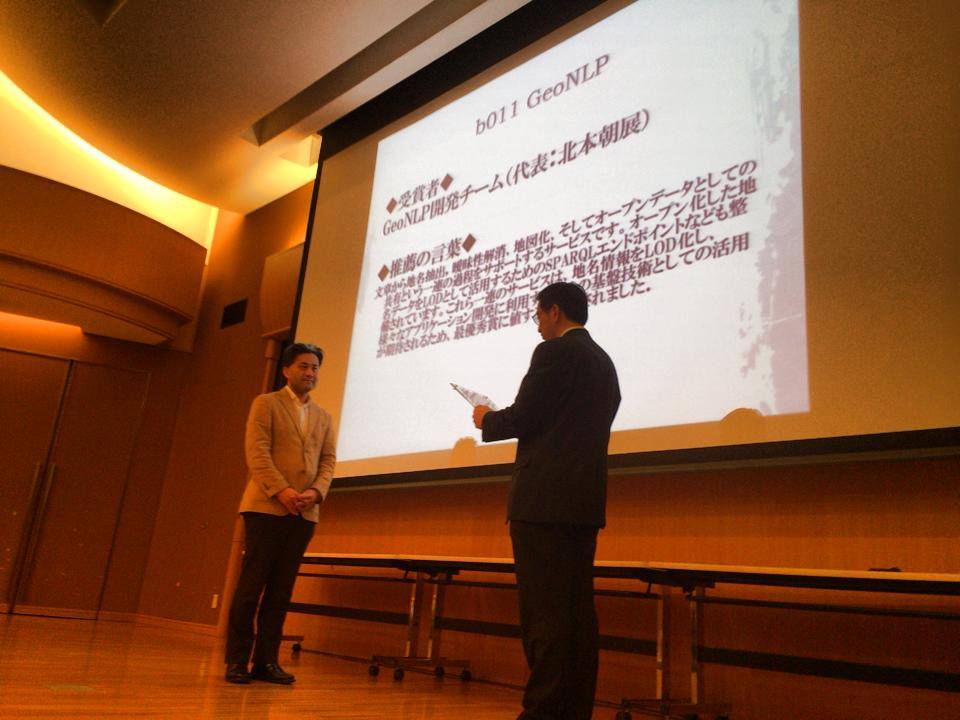 b011 GeoNLP
◆受賞者◆
GeoNLP開発チーム(代表:北本朝展)
◆推薦の言葉◆
文章から地名抽出、曖昧性解消、地図化、そしてオープンデータとしての
共有という一連の過程をサポートするサービスです。オープン化した地
名データをLODとして活用するためのSPARQLエンドポイントなども整
備されています。これら一連のサービスは、地名情報をLOD化し、
様々なアプリケーション開発に利用す の基盤技術としての活用
が期待されるため、最優秀賞に値す されました.